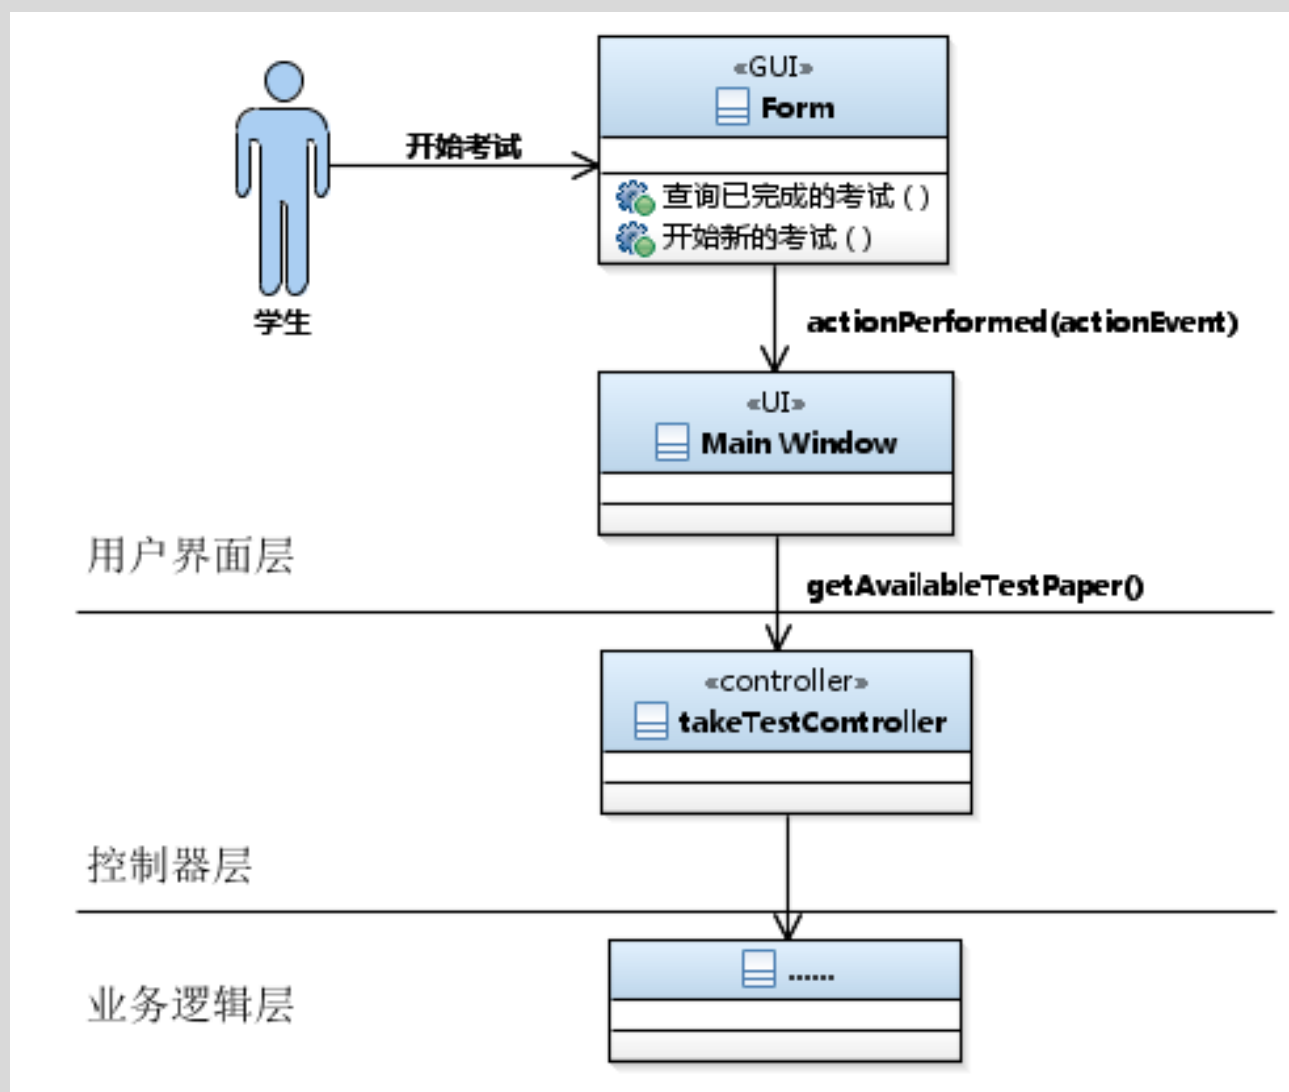 «GUI»
Form
开始考试
查询已完成的考试 ( )
开始新的考试 ( )
学生
actionPerformed(actionEvent)
«UI»
Main Window
用户界面层
getAvailableTestPaper()
«controller»
takeTestController
控制器层
......
业务逻辑层